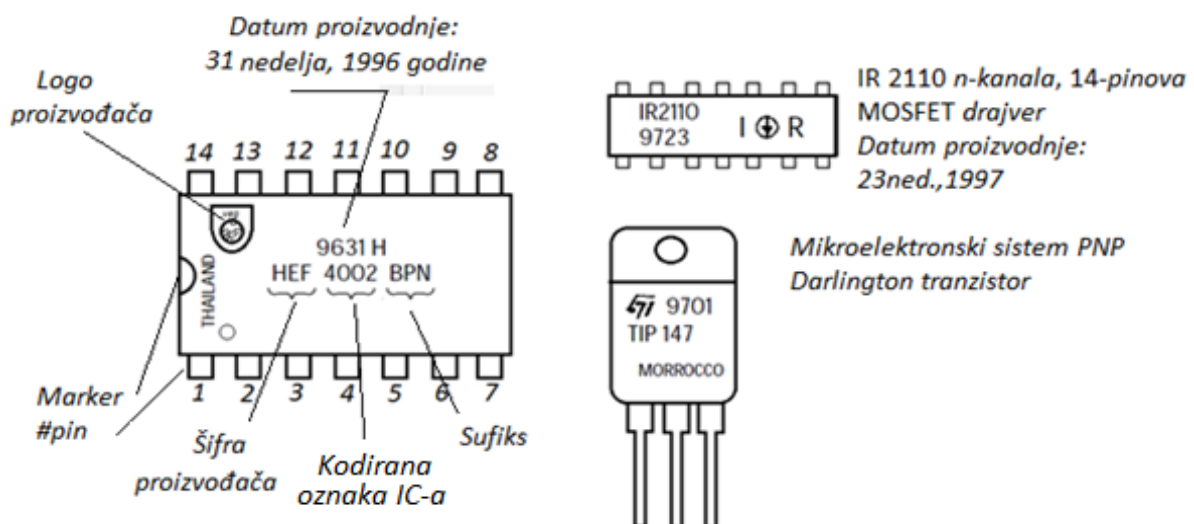 Datum proizvodnje:
31 nedelja, 1996 godine
Logo
proizvođača
14 13 12 11 10 9 8
9631 H
HEF 4002 BPN
THAILAND
1 2 3 4 5 6 7
Marker
#pin
Šifra
proizvođača
Kodirana
oznaka IC-a
Sufiks
IR2110
9723
I R
IR 2110 n-kanala, 14-pinova
MOSFET drajver
Datum proizvodnje:
23ned.,1997
ST 9701
TIP 147
MORROCCO
Mikroelektronski sistem PNP
Darlington tranzistor